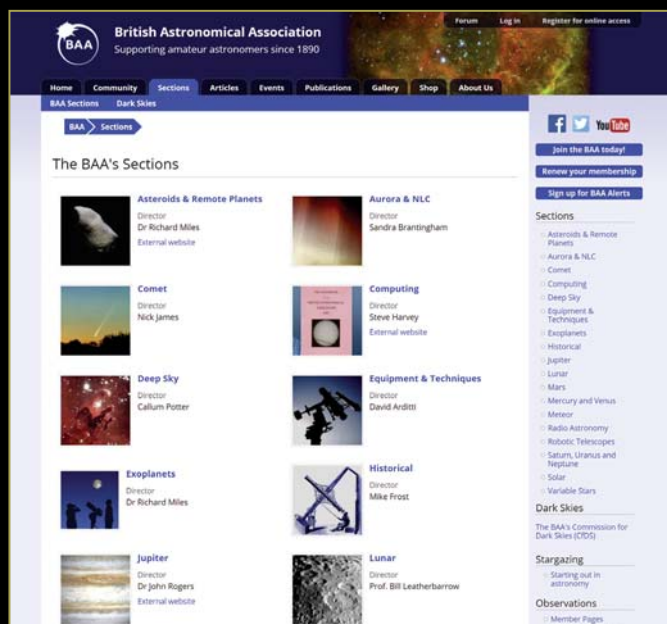 Forum Log in Register for online access
BAA
British Astronomical Association
Supporting amateur astronomers since 1890
Home Community Sections Articles Events Publications Gallery Shop About Us
BAA Sections Dark Skies
BAA Sections
The BAA's Sections
Asteroids & Remote Planets
Director
Dr Richard Miles
External website
Aurora & NLC
Director
Sandra Brantingham
Comet
Director
Nick James
Computing
Director
Steve Harvey
External website
Deep Sky
Director
Callum Potter
Equipment & Techniques
Director
David Arditti
Exoplanets
Director
Dr Richard Miles
Historical
Director
Mike Frost
Jupiter
Director
Dr John Rogers
External website
Lunar
Director
Prof. Bill Leatherbarrow
YouTube
Join the BAA today!
Renew your membership
Sign up for BAA Alerts
Sections
Asteroids & Remote
Planets
Aurora & NLC
Comet
Computing
Deep Sky
Equipment &
Techniques
Exoplanets
Historical
Jupiter
Lunar
Mars
Mercury and Venus
Meteor
Radio Astronomy
Robotic Telescopes
Saturn, Uranus and
Neptune
Solar
Variable Stars
Dark Skies
The BAA's Commission for
Dark Skies (CfDS)
Stargazing
Starting out in
astronomy
Observations
Member Pages